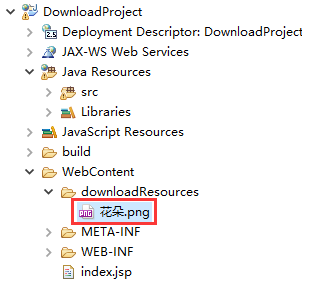 DownloadProject
Deployment Descriptor: DownloadProject
JAX-WS Web Services
Java Resources
src
Libraries
JavaScript Resources
build
WebContent
downloadResources
花朵.png
META-INF
WEB-INF
index.jsp